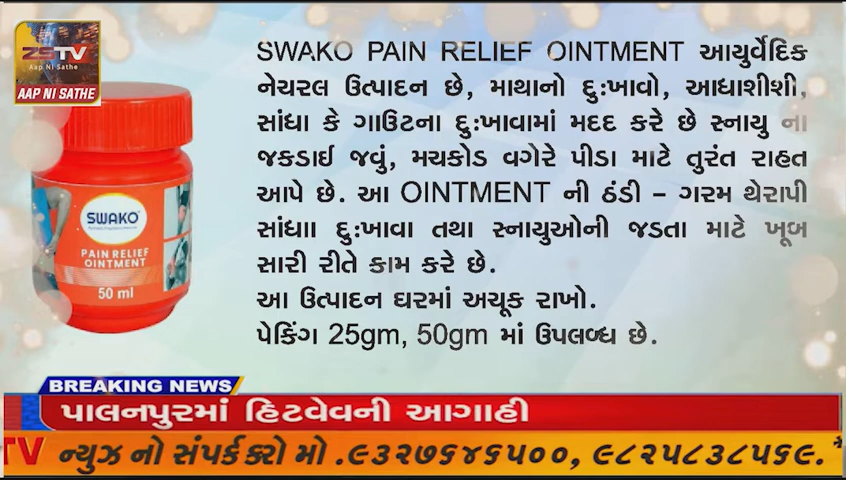 ZSTV
Aap Ni Sathe
AAP NI SATHE
SWAKO PAIN RELIEF OINTMENT આયુર્વેદિક
નેચરલ ઉત્પાદન છે, માથાનો દુઃખાવો, આધાશીશી,
સાંધા કે ગાઉટના દુઃખાવામાં મદદ કરે છે સ્નાયુ ના
જકડાઈ જવું, મચકોડ વગેરે પીડા માટે તુરંત રાહત
આપે છે. આ OINTMENT ની ઠંડી – ગરમ થેરાપી
સાંધાા દુઃખાવા તથા સ્નાયુઓની જડતા માટે ખૂબ
સારી રીતે કામ કરે છે.
આ ઉત્પાદન ઘરમાં અચૂક રાખો.
પેકિંગ 25gm, 50gm માં ઉપલબ્ધ છે.
SWAKO
PAIN RELIEF
OINTMENT
50 ml
BREAKING NEWS
પાલનપુરમાં હિટવેવની આગાહી
TV ન્યુઝ નો સંપર્ક કરો મો .૯૩૨૭૬૪૬૫૦૦, ૯૮૨૫૮૩૮૫૬૯.*